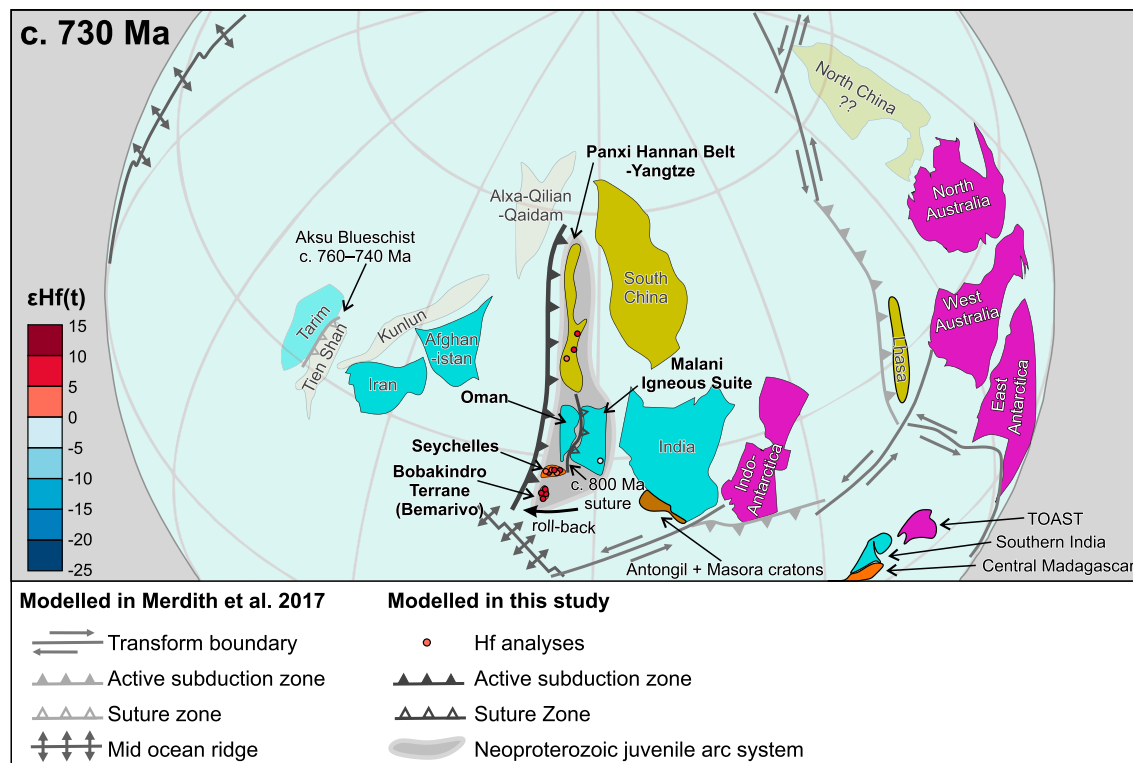 c. 730 Ma
North China
??
Panxi Hannan Belt
-Yangtze
Alxa-Qilian
-Qaidam
North
Australia
Aksu Blueschist
c. 760–740 Ma
South
China
West
Australia
εHf(t)
15
10
5
0
-5
-10
-15
-20
-25
Tarim
Tien Shan
Kunlun
Afghan
-istan
Iran
Lhasa
East
Antarctica
Malani
Igneous Suite
Oman
India
Indo-
Antarctica
Seychelles
Bobakindro
Terrane
(Bemarivo)
c. 800 Ma
suture
roll-back
Antongil + Masora cratons
TOAST
Southern India
Central Madagascar
Modelled in Merdith et al. 2017
Transform boundary
Active subduction zone
Suture zone
Mid ocean ridge
Modelled in this study
Hf analyses
Active subduction zone
Suture Zone
Neoproterozoic juvenile arc system